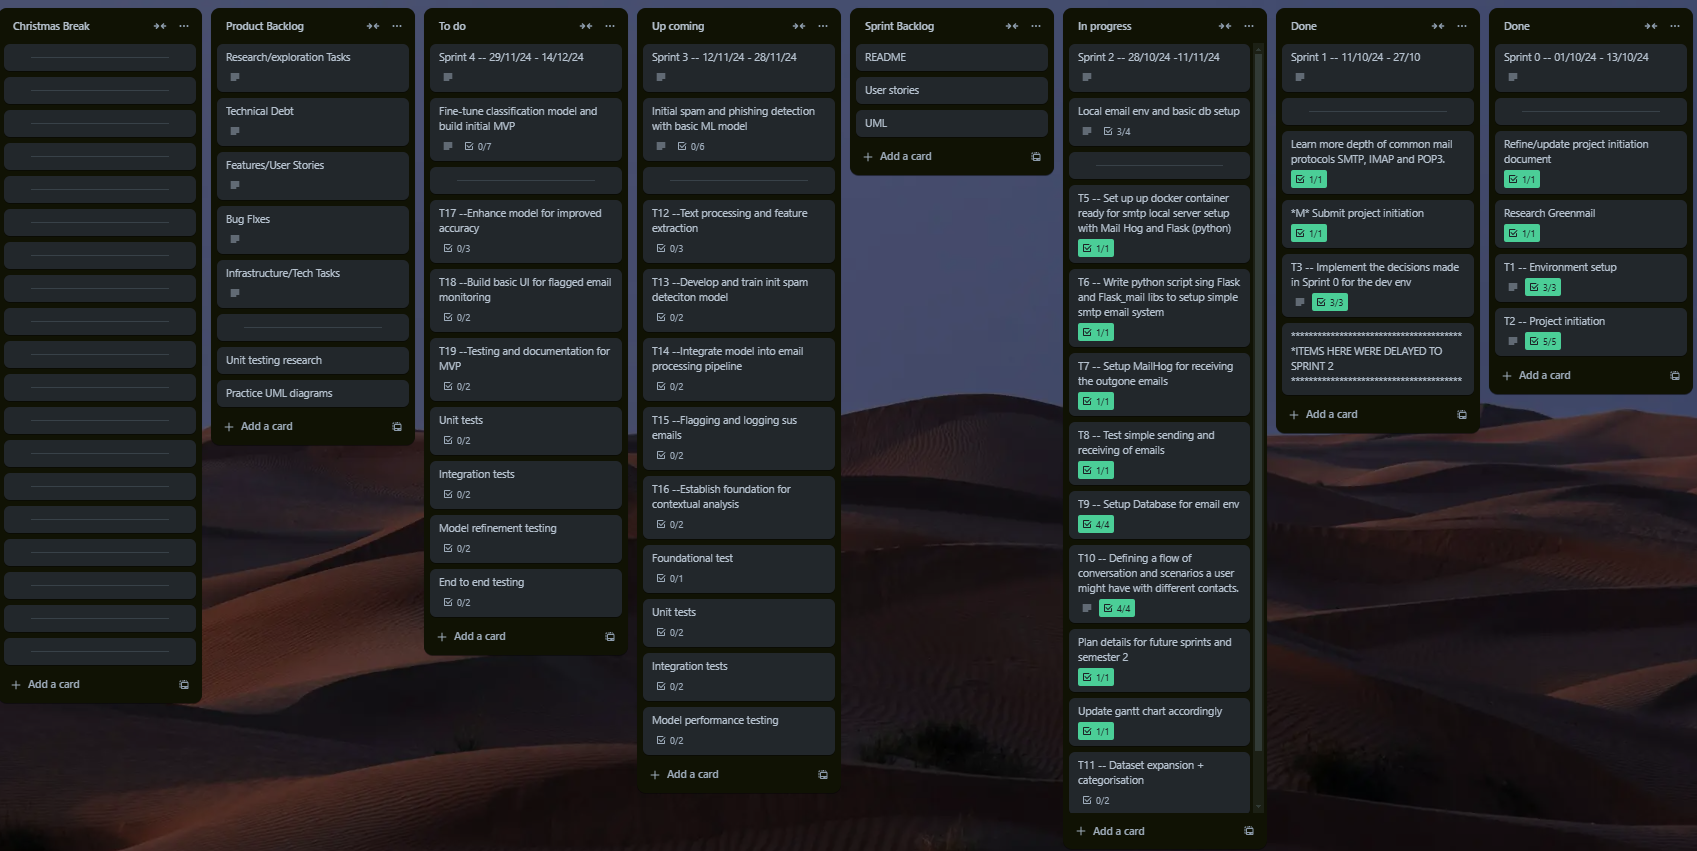 Christmas Break
Add a card
Product Backlog
Research/exploration Tasks
Technical Debt
Features/User Stories
Bug FIxes
Infrastructure/Tech Tasks
Unit testing research
Practice UML diagrams
Add a card
To do
Sprint 4 -- 29/11/24 - 14/12/24
Fine-tune classification model and
build initial MVP
0/7
T17 --Enhance model for improved
accuracy
0/3
T18 --Build basic UI for flagged email
monitoring
0/2
T19 --Testing and documentation for
MVP
0/2
Unit tests
0/2
Integration tests
0/2
Model refinement testing
0/2
End to end testing
0/2
Add a card
Up coming
Sprint 3 -- 12/11/24 - 28/11/24
Initial spam and phishing detection
with basic ML model
0/6
T12 --Text processing and feature
extraction
0/3
T13 --Develop and train init spam
deteciton model
0/2
T14 --Integrate model into email
processing pipeline
0/2
T15 --Flagging and logging sus
emails
0/2
T16 --Establish foundation for
contextual analysis
0/2
Foundational test
0/1
Unit tests
0/2
Integration tests
0/2
Model performance testing
0/2
Add a card
Sprint Backlog
README
User stories
UML
Add a card
In progress
Sprint 2 -- 28/10/24 -11/11/24
Local email env and basic db setup
3/4
T5 -- Set up up docker container
ready for smtp local server setup
with Mail Hog and Flask (python)
1/1
T6 -- Write python script sing Flask
and Flask_mail libs to setup simple
smtp email system
1/1
T7 -- Setup MailHog for receiving
the outgone emails
1/1
T8 -- Test simple sending and
receiving of emails
1/1
T9 -- Setup Database for email env
4/4
T10 -- Defining a flow of
conversation and scenarios a user
might have with different contacts.
4/4
Plan details for future sprints and
semester 2
1/1
Update gantt chart accordingly
1/1
T11 -- Dataset expansion +
categorisation
0/2
Add a card
Done
Sprint 1 -- 11/10/24 - 27/10
Learn more depth of common mail
protocols SMTP, IMAP and POP3.
1/1
*M* Submit project initiation
1/1
T3 -- Implement the decisions made
in Sprint 0 for the dev env
3/3
**************************************
*ITEMS HERE WERE DELAYED TO
SPRINT 2
**************************************
Add a card
Done
Sprint 0 -- 01/10/24 - 13/10/24
Refine/update project initiation
document
1/1
Research Greenmail
1/1
T1 -- Environment setup
3/3
T2 -- Project initiation
5/5
Add a card